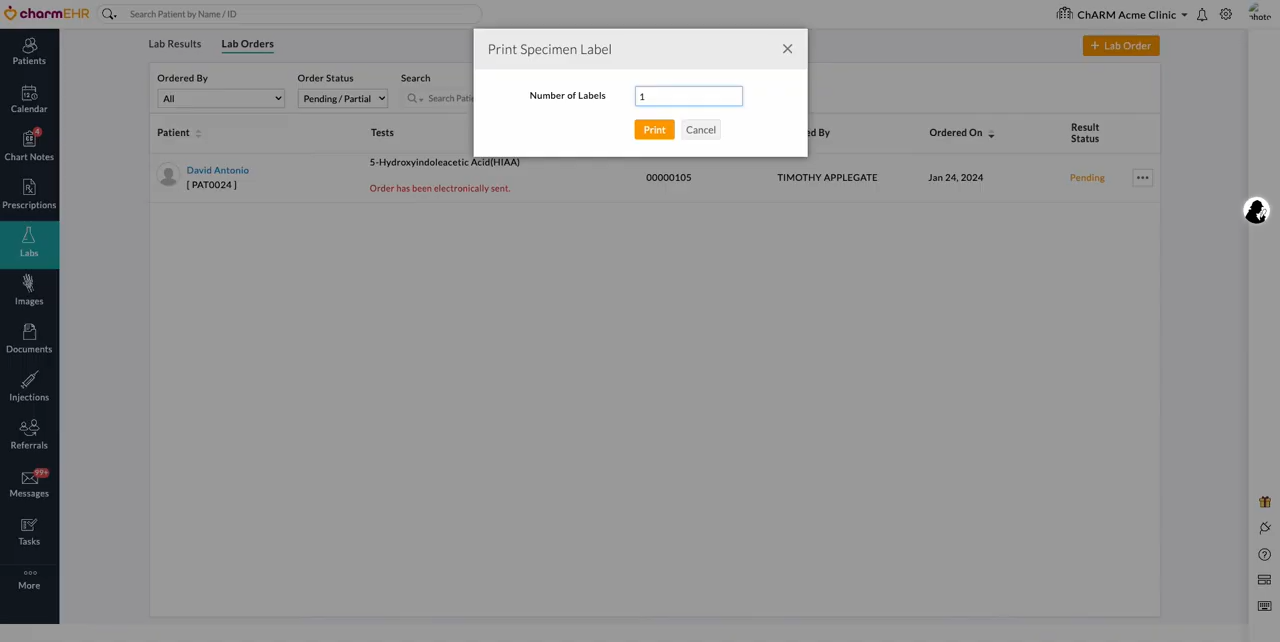 charmEHR
Search Patient by Name / ID
ChARM Acme Clinic
Patients
Calendar
4
Chart Notes
Prescriptions
Labs
Images
Documents
Injections
Referrals
99+
Messages
Tasks
More
Lab Results
Lab Orders
+ Lab Order
Ordered By
Order Status
Search
All
Pending / Partial
Search Patie
Print Specimen Label
Number of Labels
1
Print
Cancel
Patient
Tests
d By
Ordered On
Result
Status
David Antonio
[ PAT0024 ]
5-Hydroxyindoleacetic Acid(HIAA)
Order has been electronically sent.
00000105
TIMOTHY APPLEGATE
Jan 24, 2024
Pending